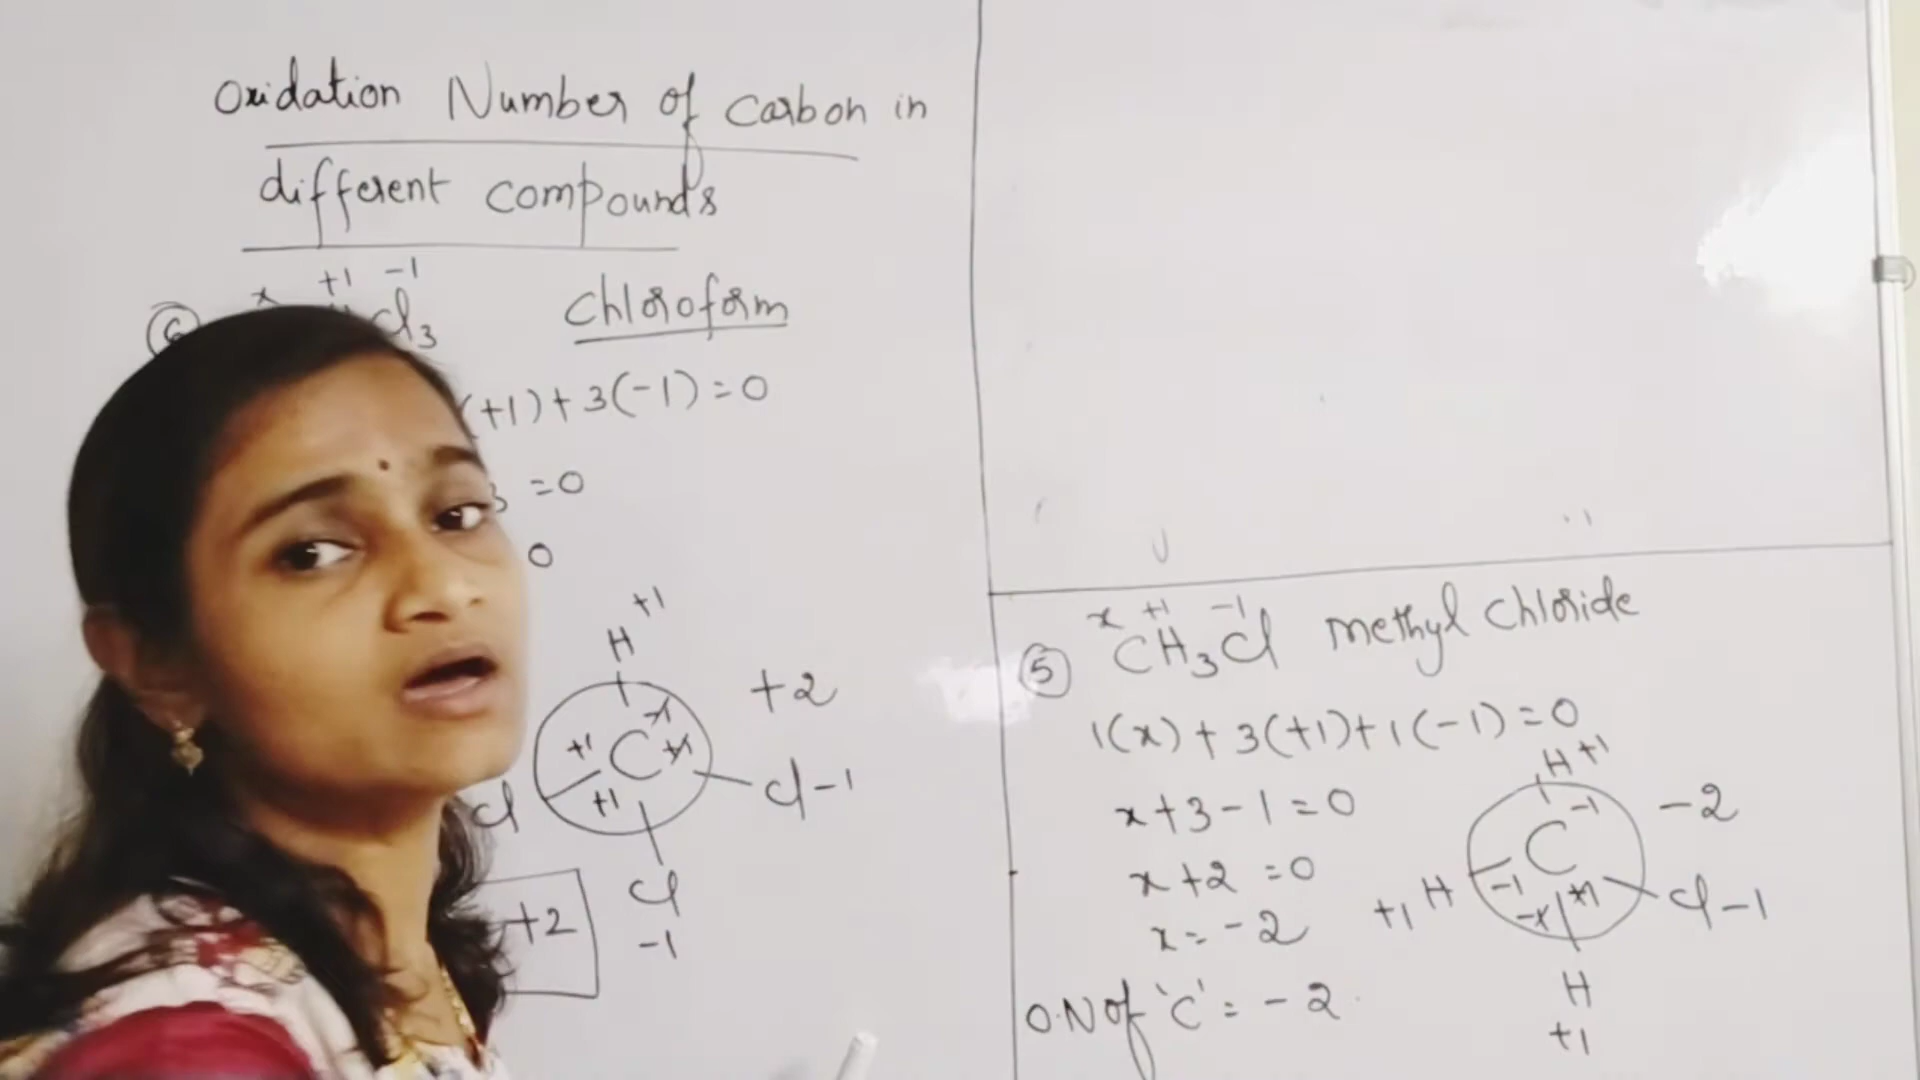 Oxidation Number of carbon in
different compounds
x +1 -1
6
Cl3 Chloroform
(+1)+3(-1)=0
3 =0
0
H +1
-1
+1 C +1 +2
+1
Cl Cl-1
Cl
-1
+2
x +1 -1
5 CH3Cl methyl chloride
1(x)+3(+1)+1(-1)=0
x+3-1=0
x+2=0
x=-2
O.N of 'C' = -2
H+1
-1
C -2
-1 +1
-1
+1 H Cl-1
H
+1